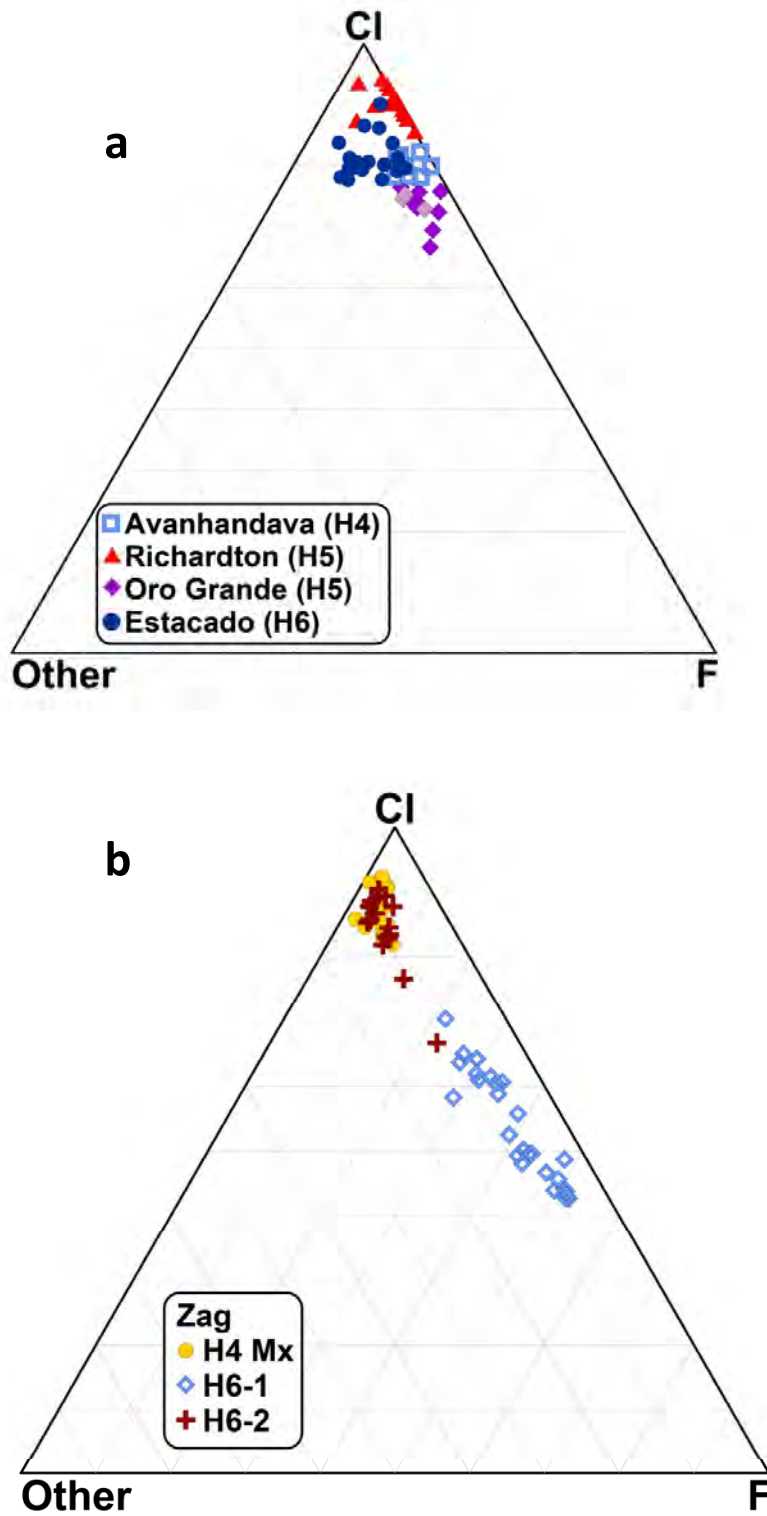 Cl
a
Avanhandava (H4)
Richardton (H5)
Oro Grande (H5)
Estacado (H6)
Other F
Cl
b
Zag
H4 Mx
H6-1
H6-2
Other F